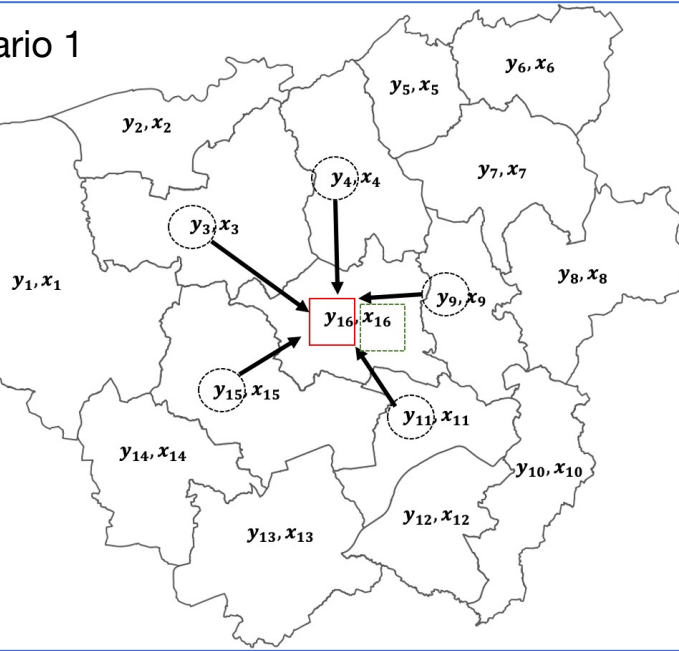 ario 1
y₅, x₅
y₆, x₆
y₂, x₂
y₄, x₄
y₇, x₇
y₃, x₃
y₁, x₁
y₈, x₈
y₉, x₉
y₁₆, x₁₆
y₁₅, x₁₅
y₁₁, x₁₁
y₁₄, x₁₄
y₁₀, x₁₀
y₁₂, x₁₂
y₁₃, x₁₃